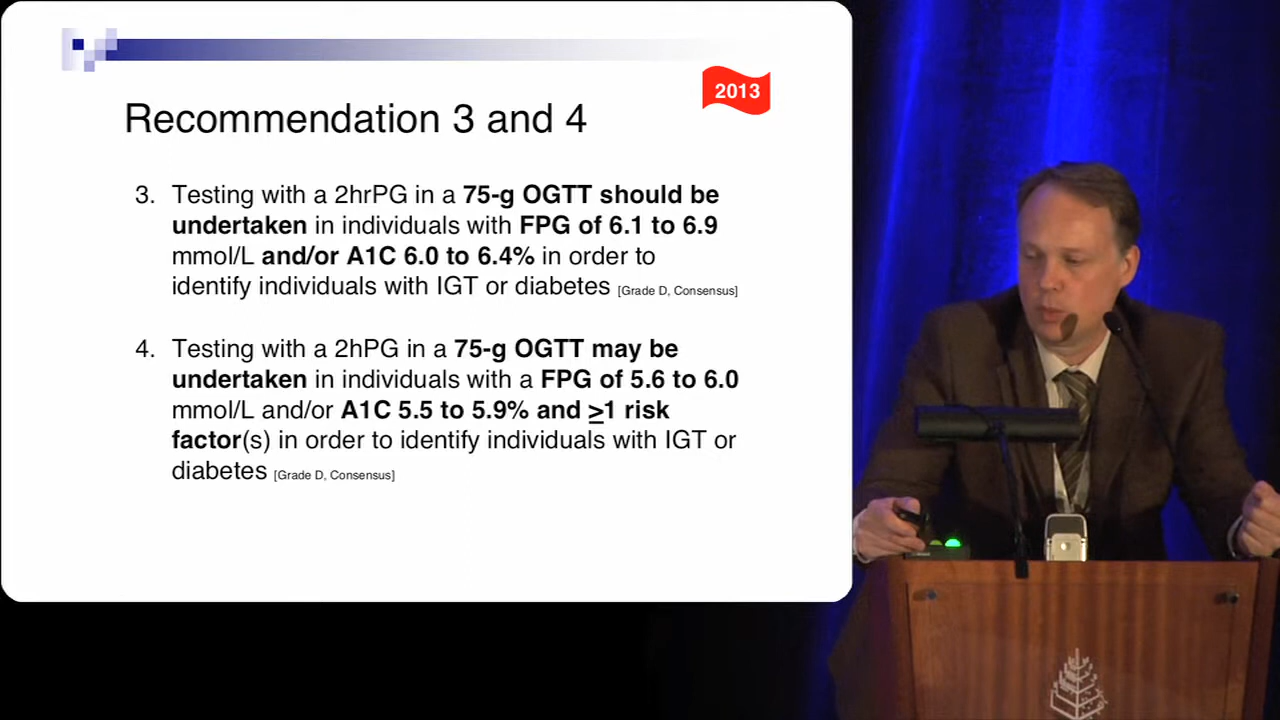 2013
Recommendation 3 and 4
3. Testing with a 2hrPG in a 75-g OGTT should be
undertaken in individuals with FPG of 6.1 to 6.9
mmol/L and/or A1C 6.0 to 6.4% in order to
identify individuals with IGT or diabetes [Grade D, Consensus]
4. Testing with a 2hPG in a 75-g OGTT may be
undertaken in individuals with a FPG of 5.6 to 6.0
mmol/L and/or A1C 5.5 to 5.9% and ≥1 risk
factor(s) in order to identify individuals with IGT or
diabetes [Grade D, Consensus]